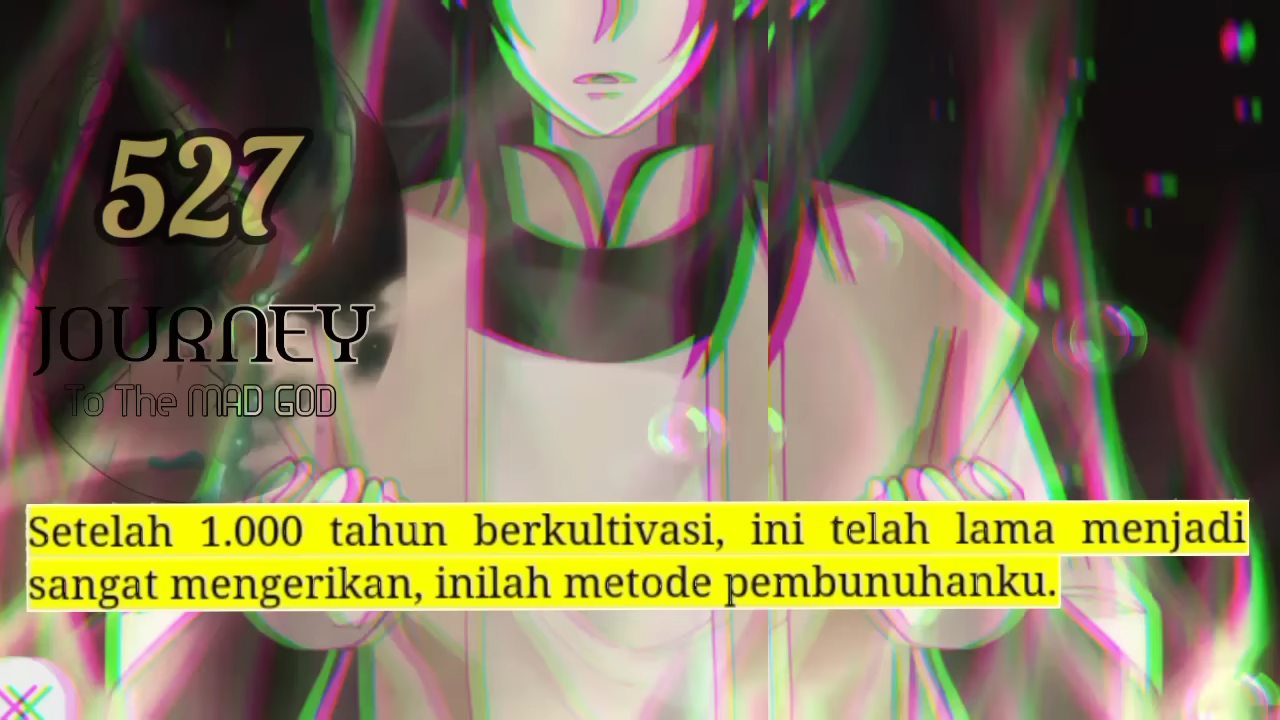 527
JOURNEY
To The MAD GOD
Setelah 1.000 tahun berkultivasi, ini telah lama menjadi
sangat mengerikan, inilah metode pembunuhanku.